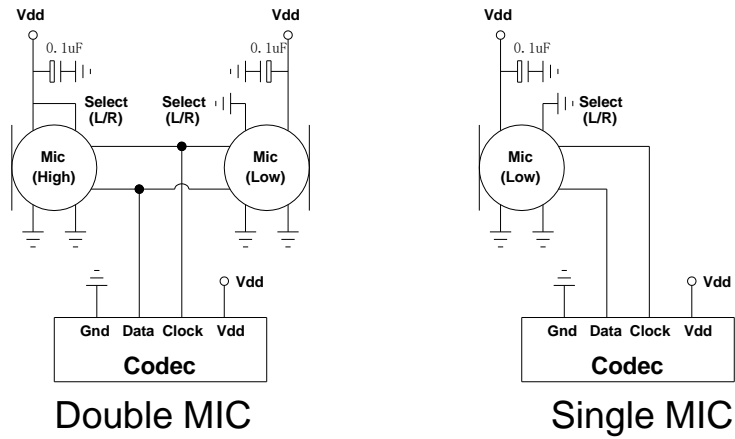 Vdd
Vdd
0.1uF
0.1uF
Select
(L/R)
Select
(L/R)
Mic
(High)
Mic
(Low)
Vdd
Gnd Data Clock Vdd
Codec
Double MIC
Vdd
0.1uF
Select
(L/R)
Mic
(Low)
Vdd
Gnd Data Clock Vdd
Codec
Single MIC